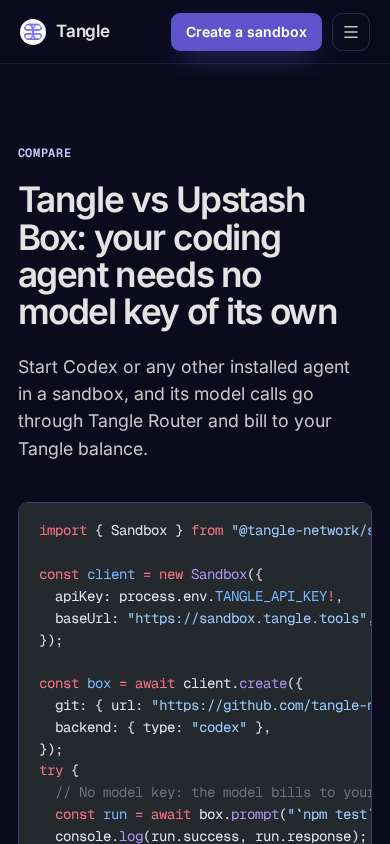 Tangle
Create a sandbox
COMPARE
Tangle vs Upstash
Box: your coding
agent needs no
model key of its own
Start Codex or any other installed agent
in a sandbox, and its model calls go
through Tangle Router and bill to your
Tangle balance.
import { Sandbox } from "@tangle-network/s
const client = new Sandbox({
  apiKey: process.env.TANGLE_API_KEY!,
  baseUrl: "https://sandbox.tangle.tools",
});
const box = await client.create({
  git: { url: "https://github.com/tangle-n
  backend: { type: "codex" },
});
try {
  // No model key: the model bills to your
  const run = await box.prompt("`npm test`
  console.log(run.success, run.response);